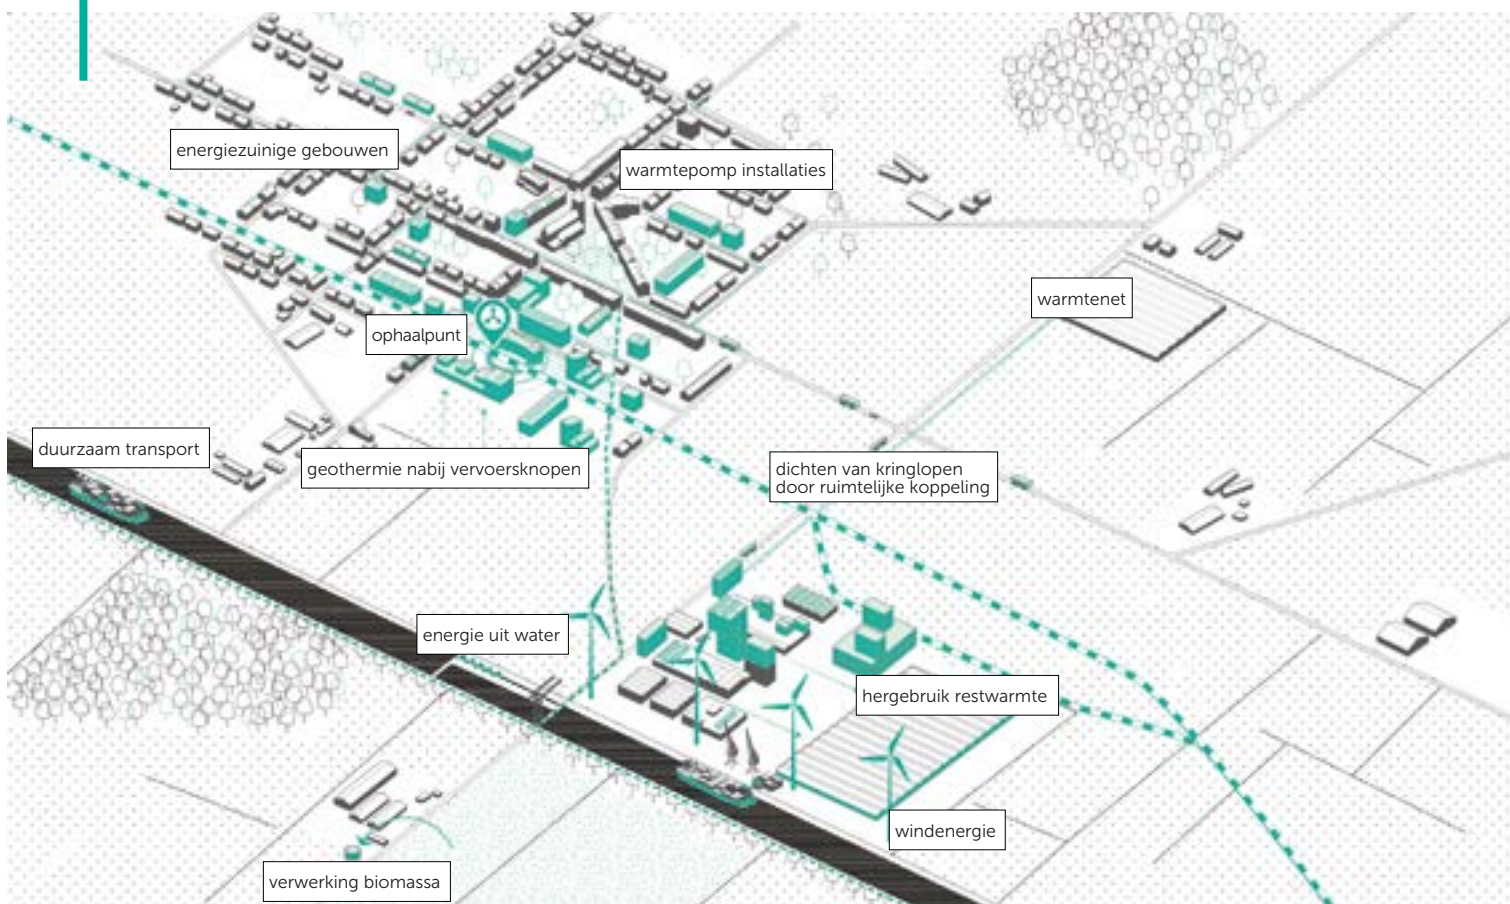 energiezuinige gebouwen
warmtepomp installaties
warmtenet
ophaalpunt
duurzaam transport
geothermie nabij vervoersknopen
dichten van kringlopen
door ruimtelijke koppeling
energie uit water
hergebruik restwarmte
windenergie
verwerking biomassa